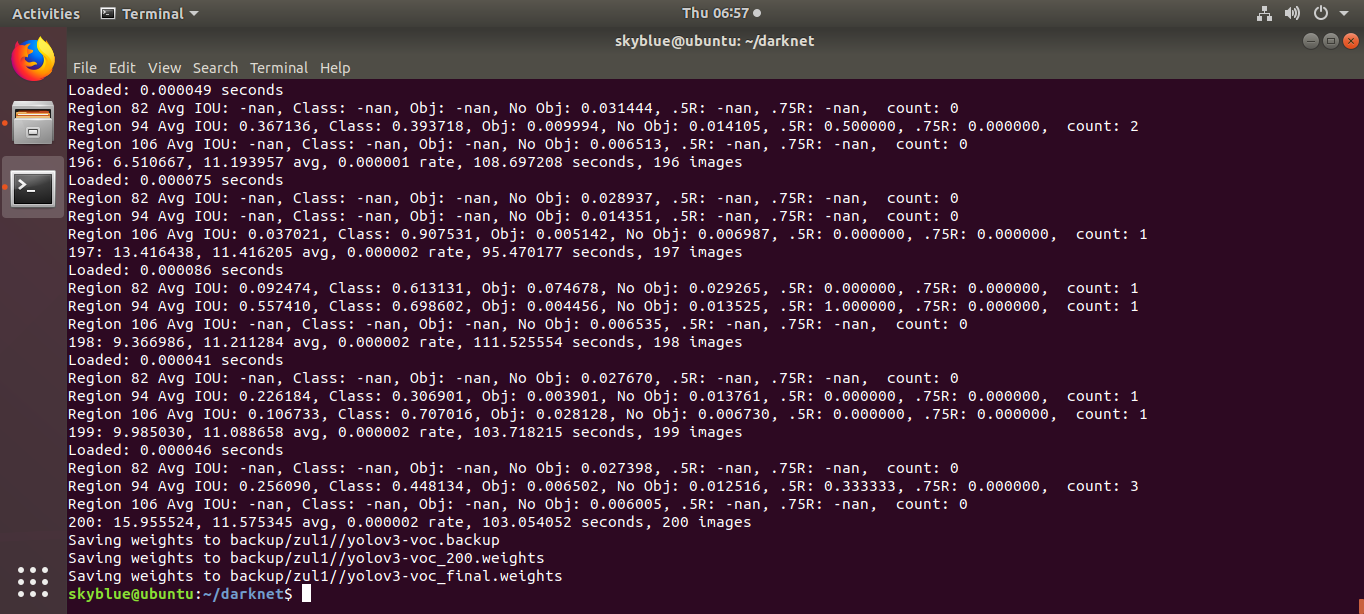 Activities Terminal Thu 06:57
skyblue@ubuntu: ~/darknet
File Edit View Search Terminal Help
Loaded: 0.000049 seconds
Region 82 Avg IOU: -nan, Class: -nan, Obj: -nan, No Obj: 0.031444, .5R: -nan, .75R: -nan,  count: 0
Region 94 Avg IOU: 0.367136, Class: 0.393718, Obj: 0.009994, No Obj: 0.014105, .5R: 0.500000, .75R: 0.000000,  count: 2
Region 106 Avg IOU: -nan, Class: -nan, Obj: -nan, No Obj: 0.006513, .5R: -nan, .75R: -nan,  count: 0
196: 6.510667, 11.193957 avg, 0.000001 rate, 108.697208 seconds, 196 images
Loaded: 0.000075 seconds
Region 82 Avg IOU: -nan, Class: -nan, Obj: -nan, No Obj: 0.028937, .5R: -nan, .75R: -nan,  count: 0
Region 94 Avg IOU: -nan, Class: -nan, Obj: -nan, No Obj: 0.014351, .5R: -nan, .75R: -nan,  count: 0
Region 106 Avg IOU: 0.037021, Class: 0.907531, Obj: 0.005142, No Obj: 0.006987, .5R: 0.000000, .75R: 0.000000,  count: 1
197: 13.416438, 11.416205 avg, 0.000002 rate, 95.470177 seconds, 197 images
Loaded: 0.000086 seconds
Region 82 Avg IOU: 0.092474, Class: 0.613131, Obj: 0.074678, No Obj: 0.029265, .5R: 0.000000, .75R: 0.000000,  count: 1
Region 94 Avg IOU: 0.557410, Class: 0.698602, Obj: 0.004456, No Obj: 0.013525, .5R: 1.000000, .75R: 0.000000,  count: 1
Region 106 Avg IOU: -nan, Class: -nan, Obj: -nan, No Obj: 0.006535, .5R: -nan, .75R: -nan,  count: 0
198: 9.366986, 11.211284 avg, 0.000002 rate, 111.525554 seconds, 198 images
Loaded: 0.000041 seconds
Region 82 Avg IOU: -nan, Class: -nan, Obj: -nan, No Obj: 0.027670, .5R: -nan, .75R: -nan,  count: 0
Region 94 Avg IOU: 0.226184, Class: 0.306901, Obj: 0.003901, No Obj: 0.013761, .5R: 0.000000, .75R: 0.000000,  count: 1
Region 106 Avg IOU: 0.106733, Class: 0.707016, Obj: 0.028128, No Obj: 0.006730, .5R: 0.000000, .75R: 0.000000,  count: 1
199: 9.985030, 11.088658 avg, 0.000002 rate, 103.718215 seconds, 199 images
Loaded: 0.000046 seconds
Region 82 Avg IOU: -nan, Class: -nan, Obj: -nan, No Obj: 0.027398, .5R: -nan, .75R: -nan,  count: 0
Region 94 Avg IOU: 0.256090, Class: 0.448134, Obj: 0.006502, No Obj: 0.012516, .5R: 0.333333, .75R: 0.000000,  count: 3
Region 106 Avg IOU: -nan, Class: -nan, Obj: -nan, No Obj: 0.006005, .5R: -nan, .75R: -nan,  count: 0
200: 15.955524, 11.575345 avg, 0.000002 rate, 103.054052 seconds, 200 images
Saving weights to backup/zul1//yolov3-voc.backup
Saving weights to backup/zul1//yolov3-voc_200.weights
Saving weights to backup/zul1//yolov3-voc_final.weights
skyblue@ubuntu:~/darknet$